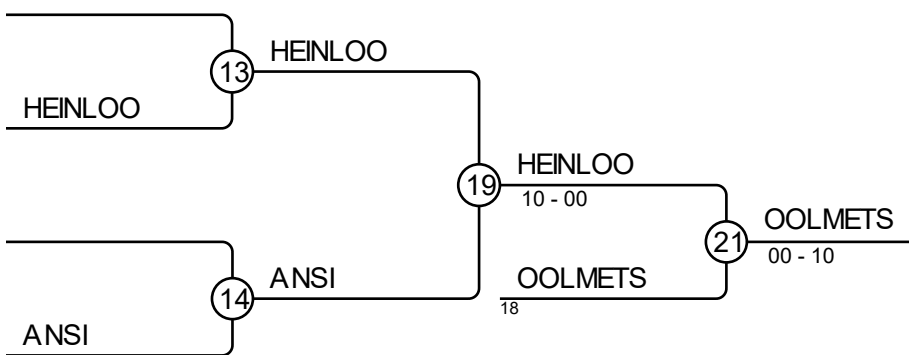 HEINLOO
13
HEINLOO
HEINLOO
19
10 - 00
OOLMETS
21
00 - 10
ANSI
OOLMETS
14
18
ANSI